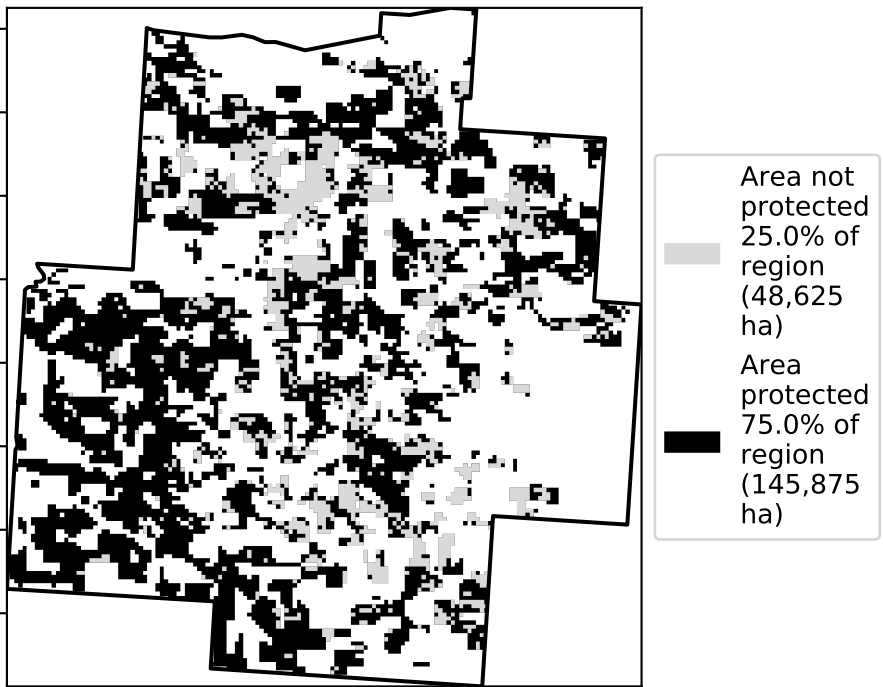 Area not
protected
25.0% of
region
(48,625
ha)
Area
protected
75.0% of
region
(145,875
ha)